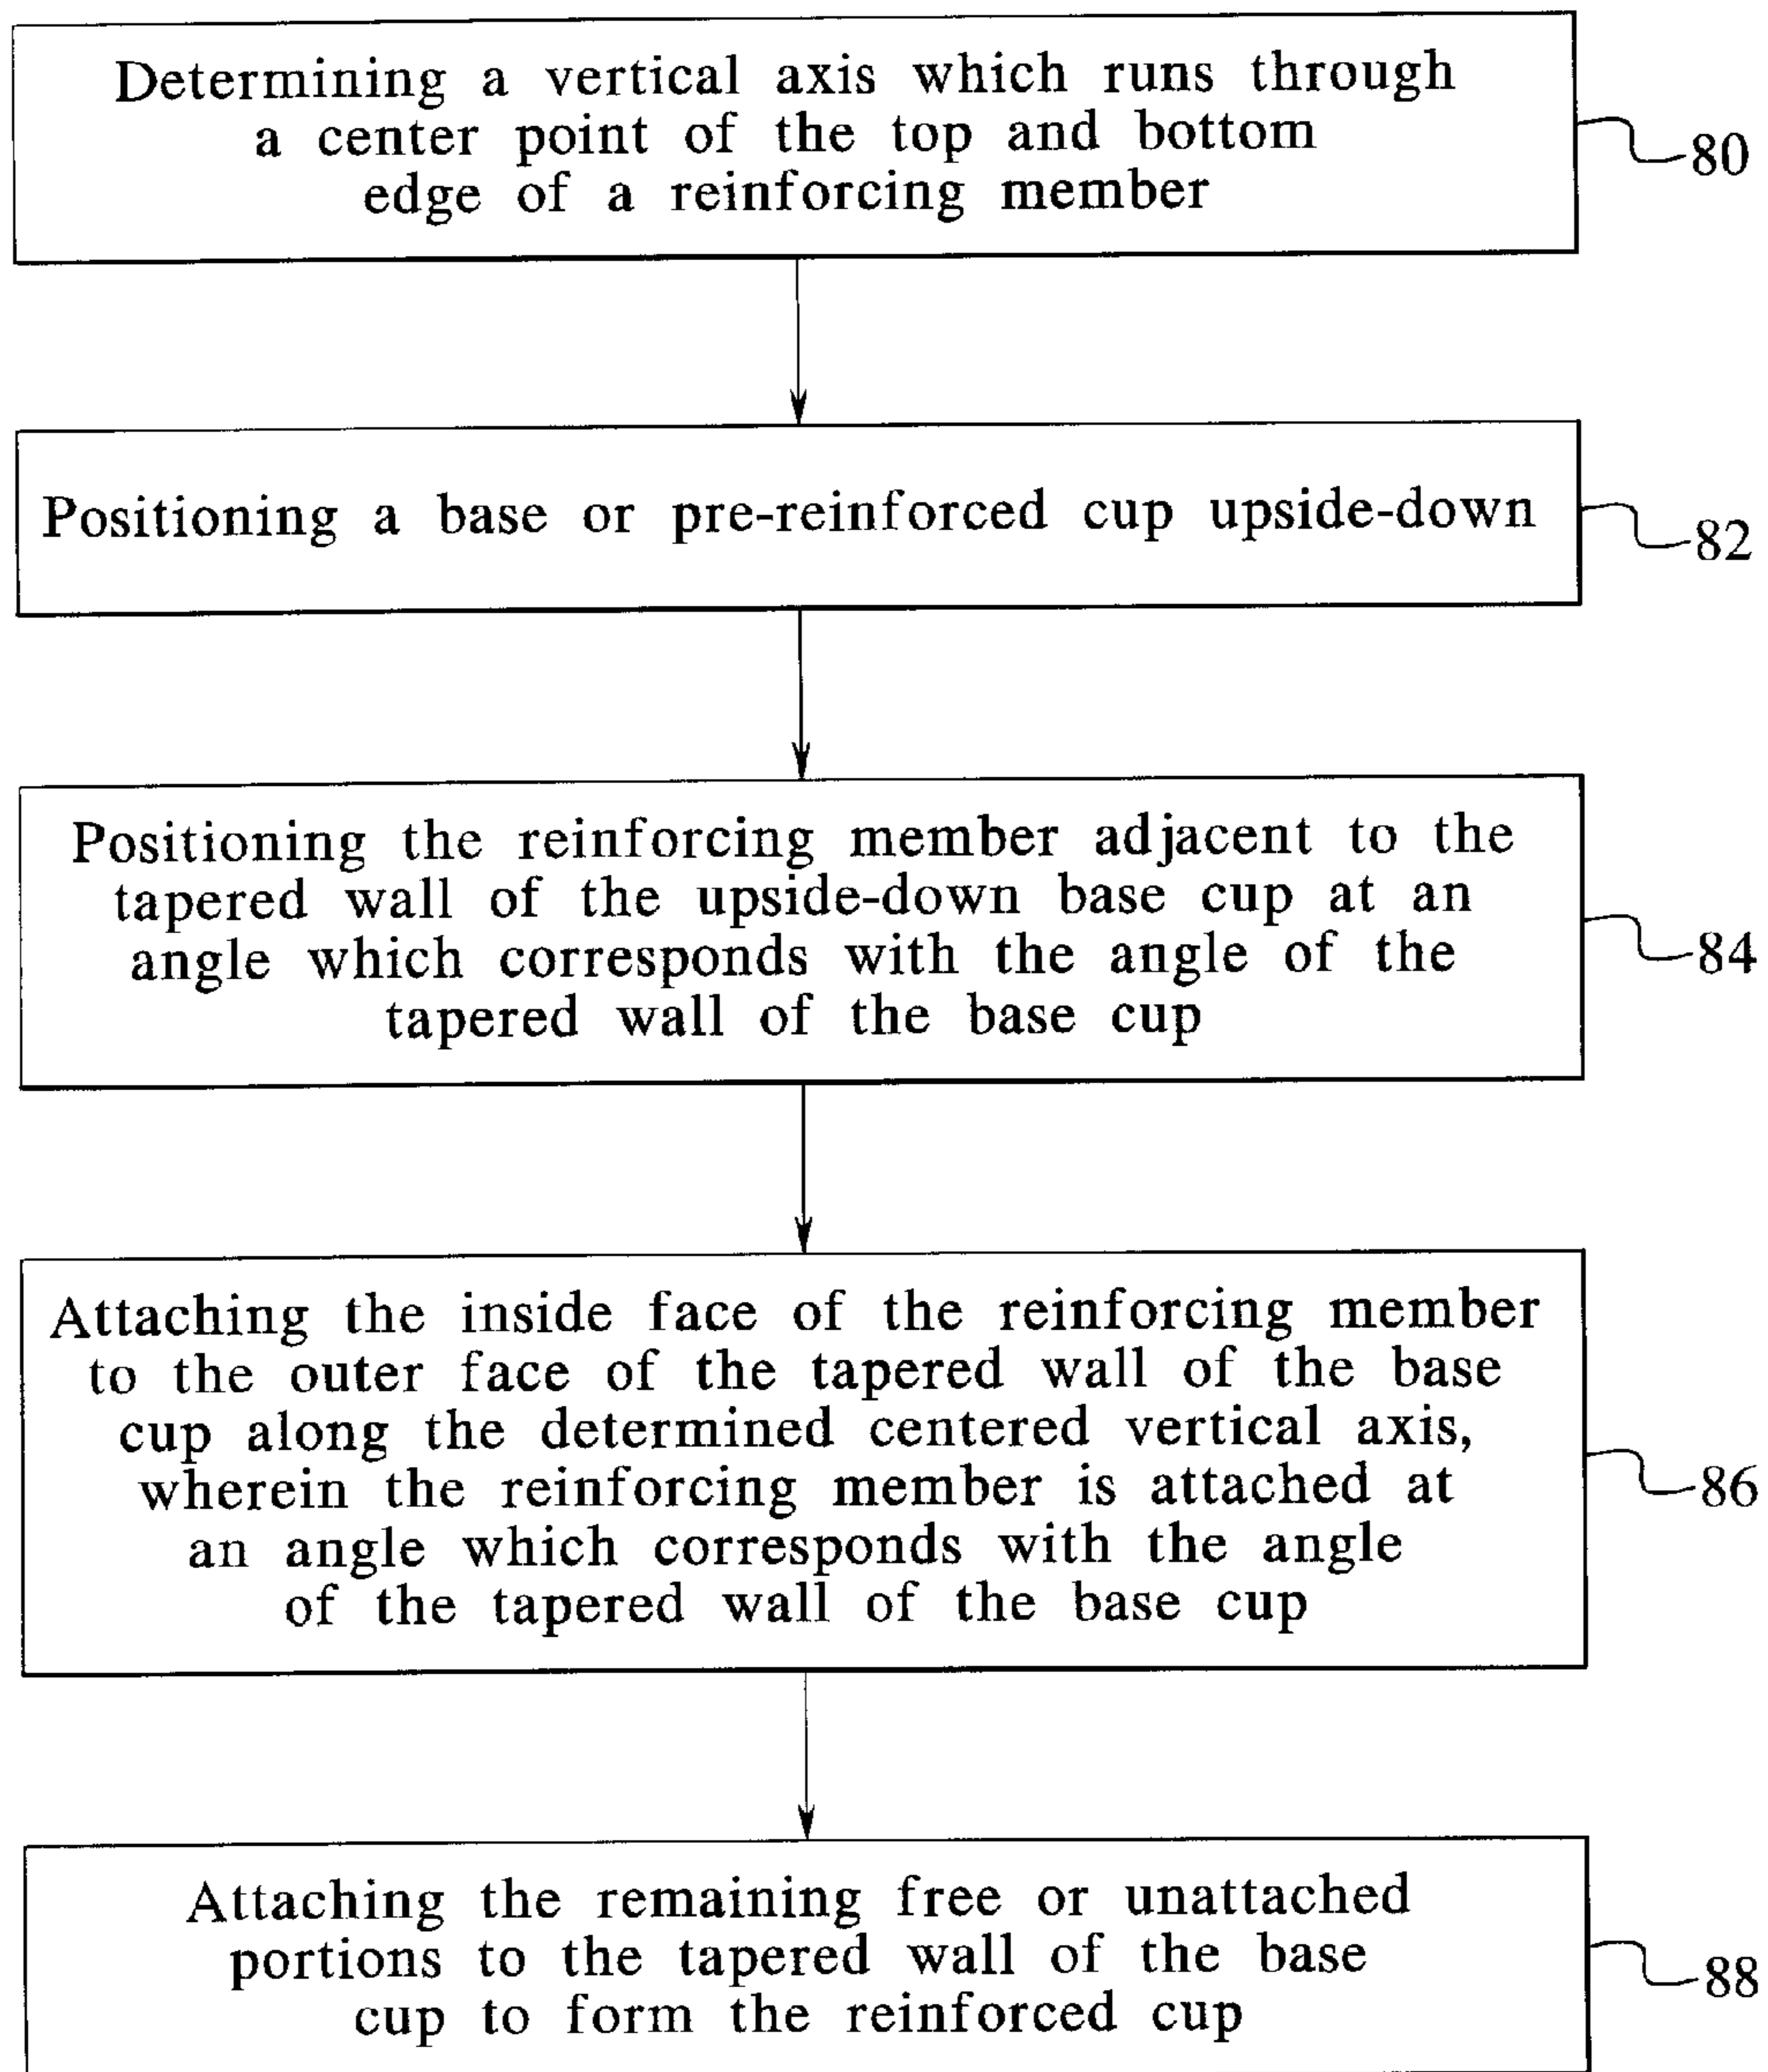 Determining a vertical axis which runs through
a center point of the top and bottom
edge of a reinforcing member
80
Positioning a base or pre-reinforced cup upside-down
82
Positioning the reinforcing member adjacent to the
tapered wall of the upside-down base cup at an
angle which corresponds with the angle of the
tapered wall of the base cup
84
Attaching the inside face of the reinforcing member
to the outer face of the tapered wall of the base
cup along the determined centered vertical axis,
wherein the reinforcing member is attached at
an angle which corresponds with the angle
of the tapered wall of the base cup
86
Attaching the remaining free or unattached
portions to the tapered wall of the base
cup to form the reinforced cup
88